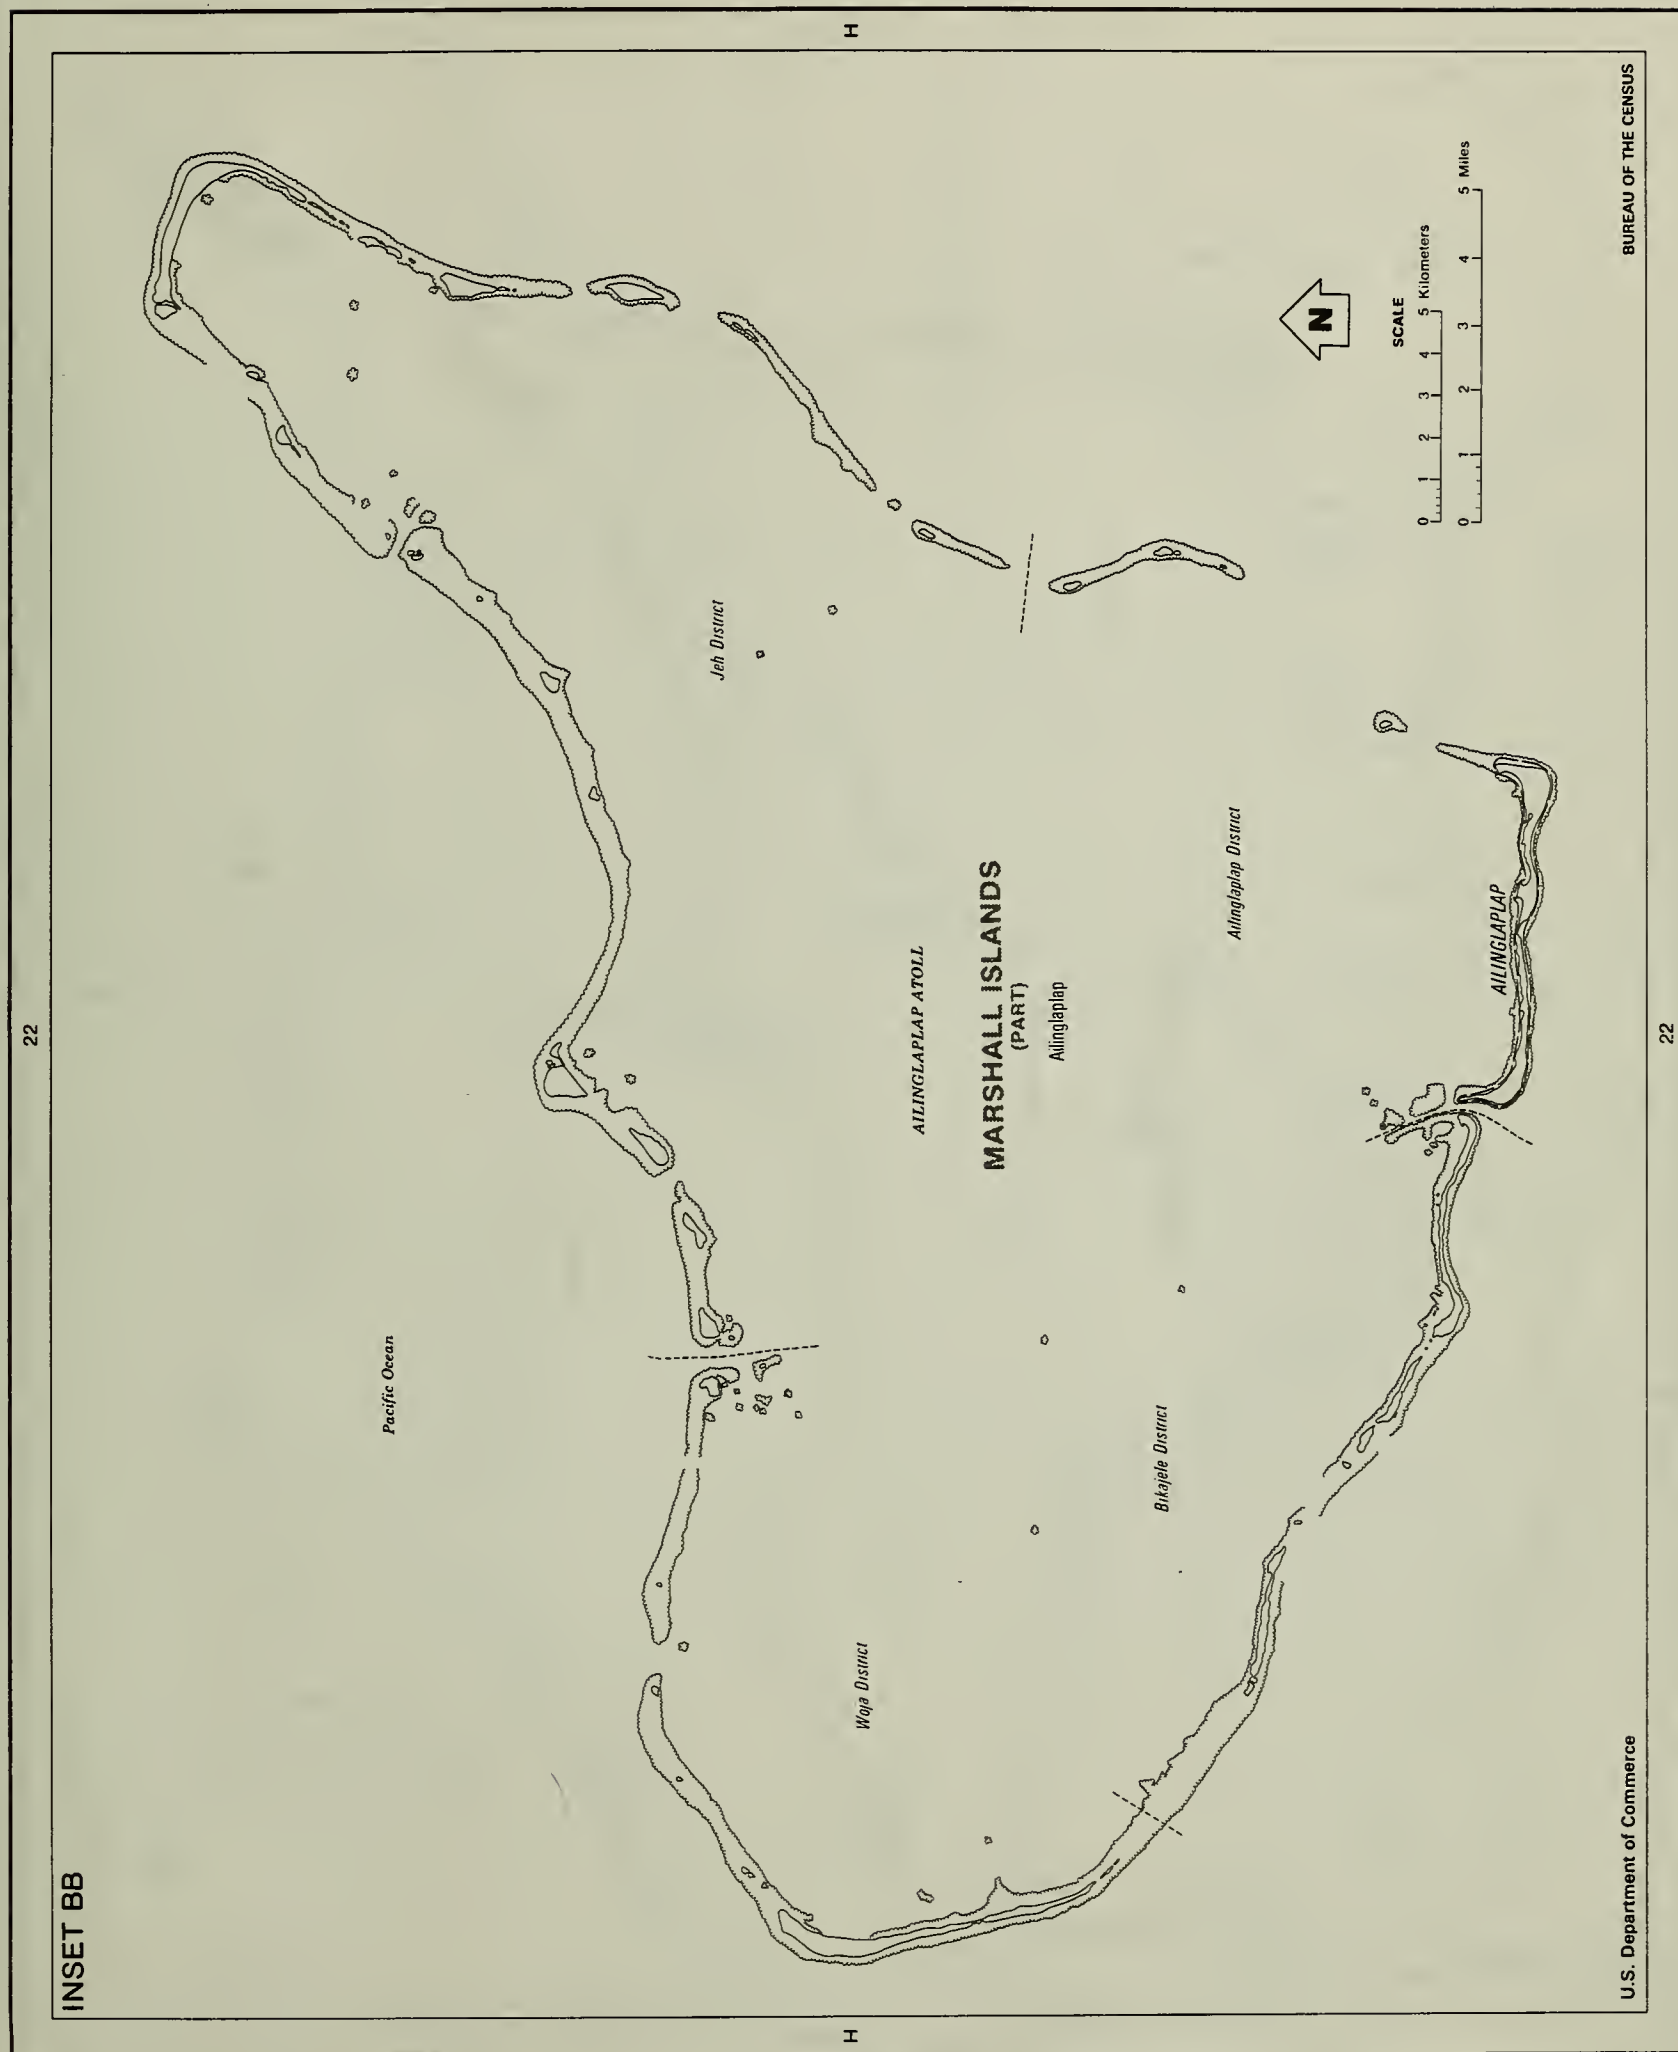 INSET BB
22
H
Pacific Ocean
Jeh District
AILINGLAPLAP ATOLL
MARSHALL ISLANDS
(PART)
Ailinglaplap
Woja District
Bikajele District
Ailinglaplap District
AILINGLAPLAP
N
SCALE
0 1 2 3 4 5 Kilometers
0 1 2 3 4 5 Miles
H
U.S. Department of Commerce
BUREAU OF THE CENSUS
22